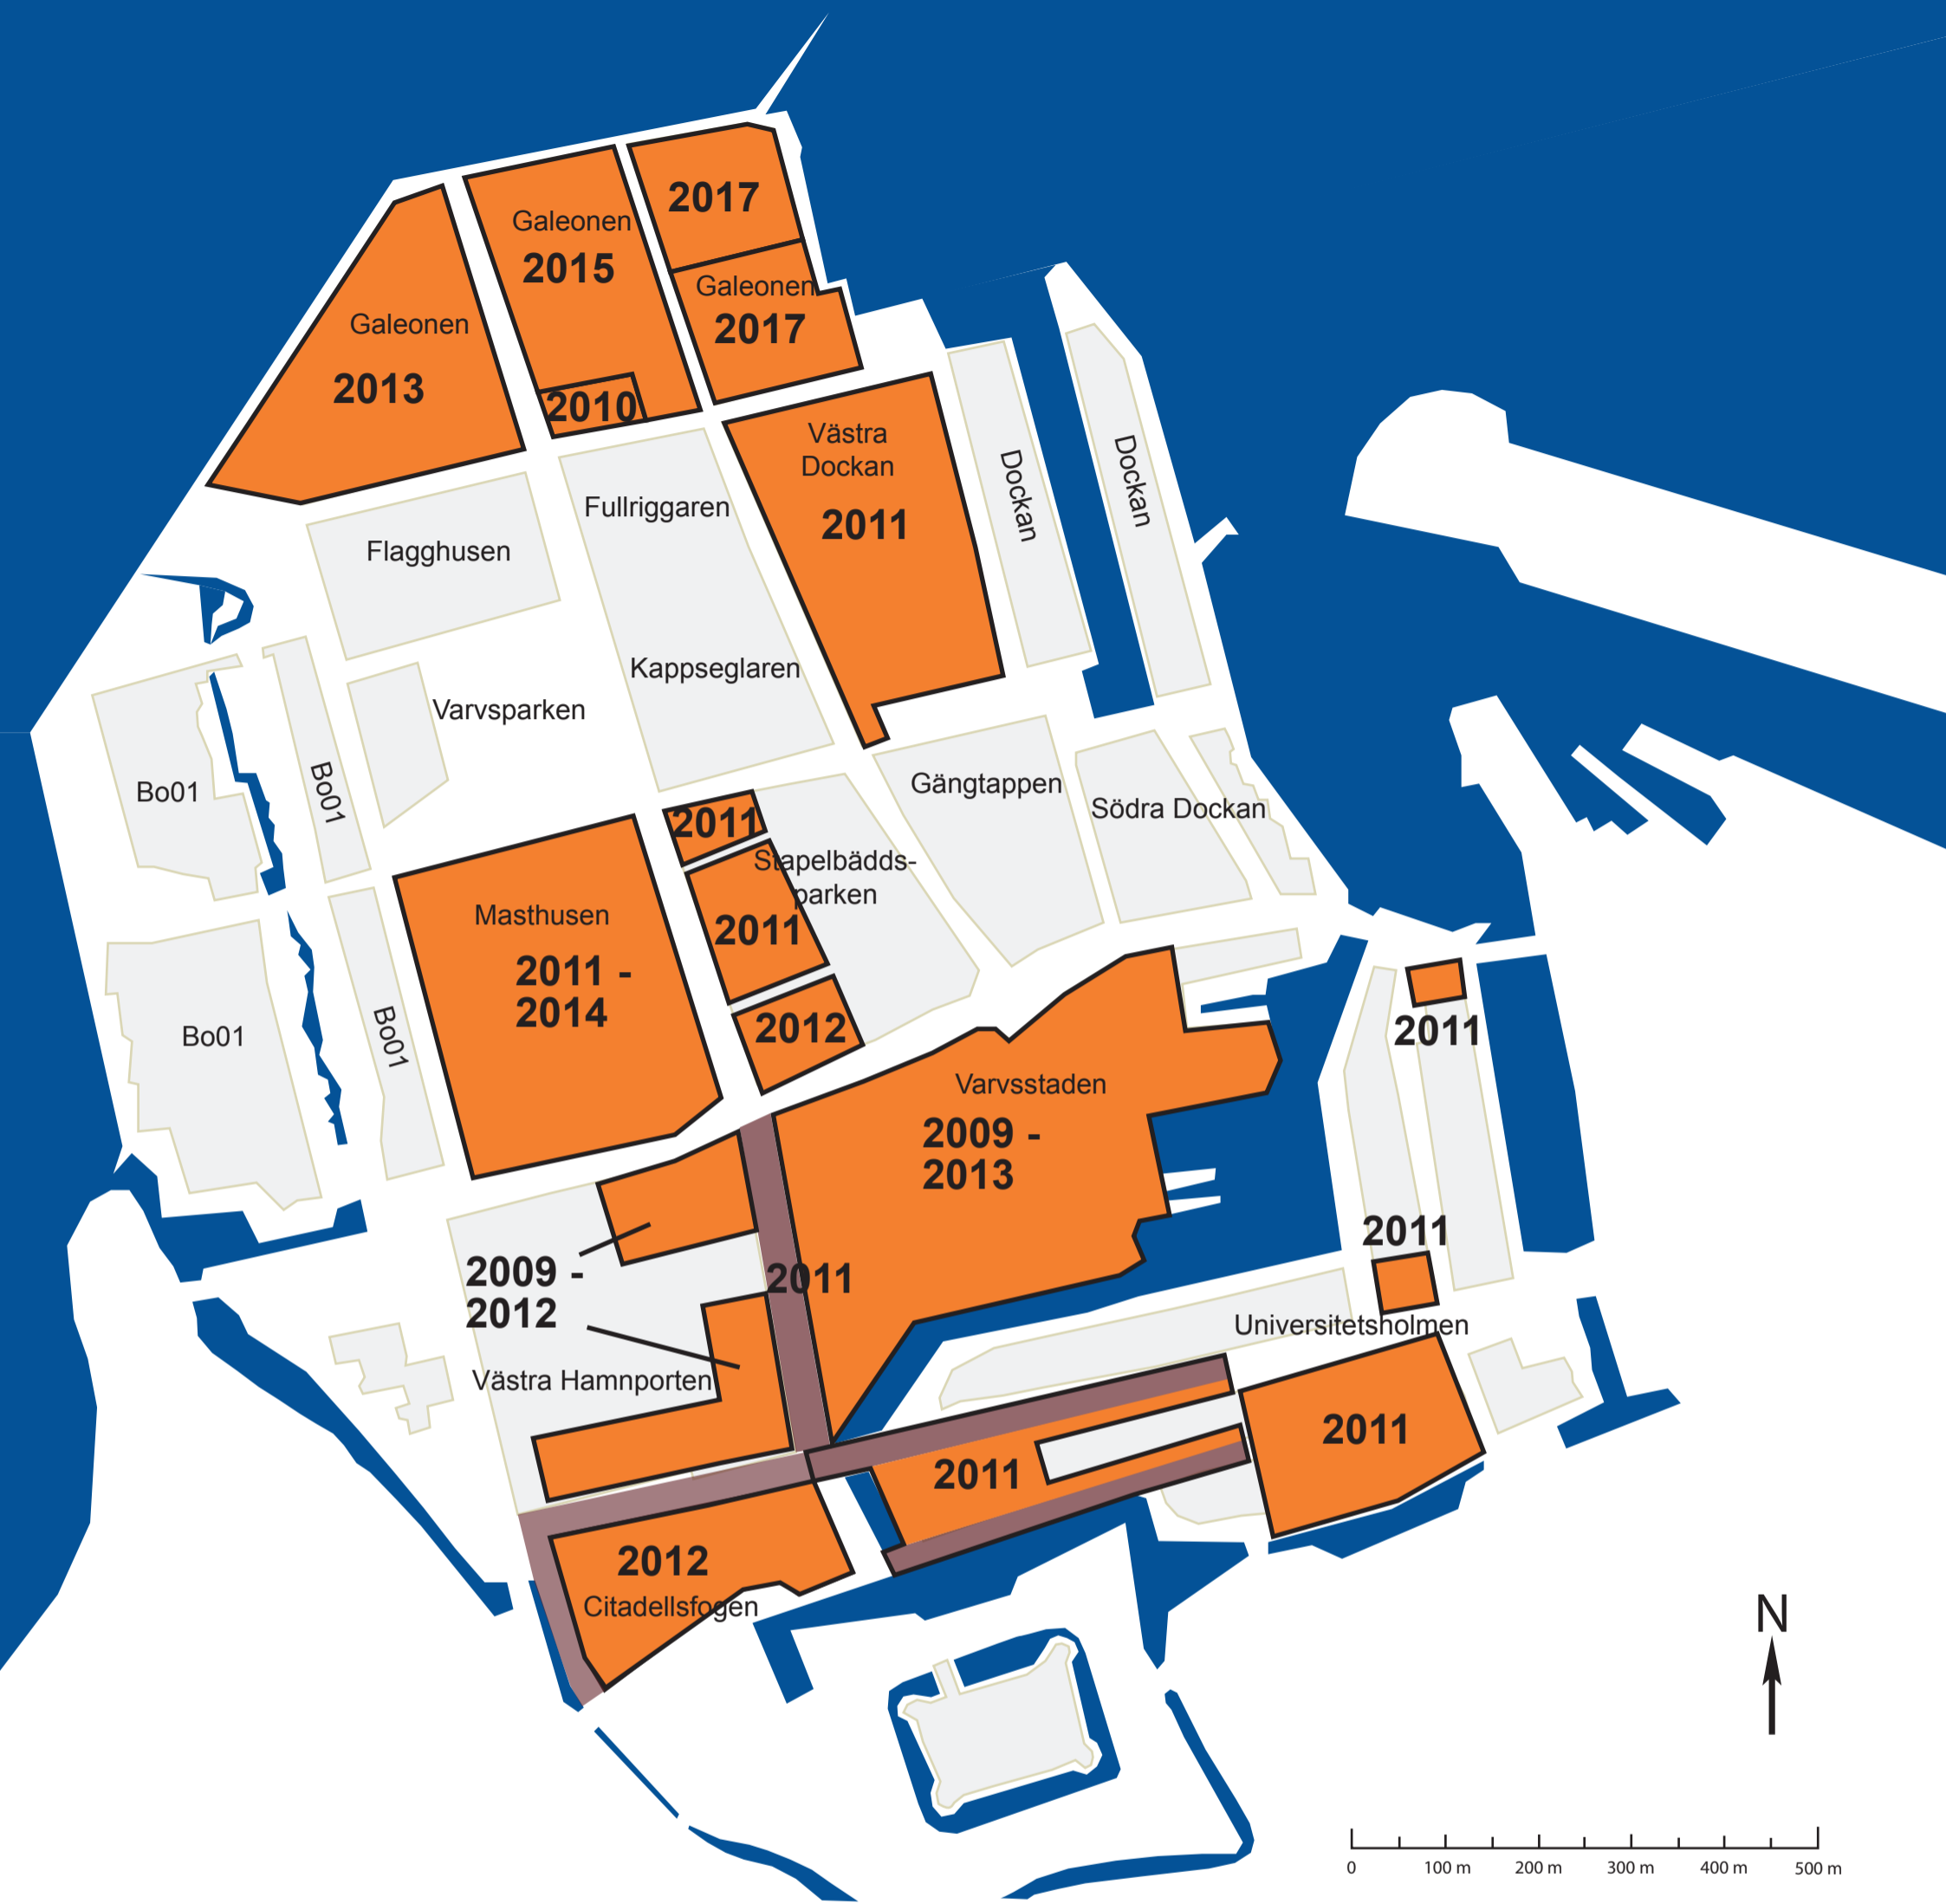 2017
Galeonen
2015
Galeonen
2017
Galeonen
2013
2010
Västra
Dockan
2011
Dockan
Dockan
Fullriggaren
Flagghusen
Kappseglaren
Varvsparken
Bo01
Bo01
Gängtappen
Södra Dockan
2011
Stapelbädds-
parken
2011
Masthusen
2011 -
2014
2012
Bo01
Bo01
2011
Varvsstaden
2009 -
2013
2011
2009 -
2012
2011
Universitetsholmen
Västra Hamnporten
2011
2011
2012
Citadellsfogen
N
0 100 m 200 m 300 m 400 m 500 m